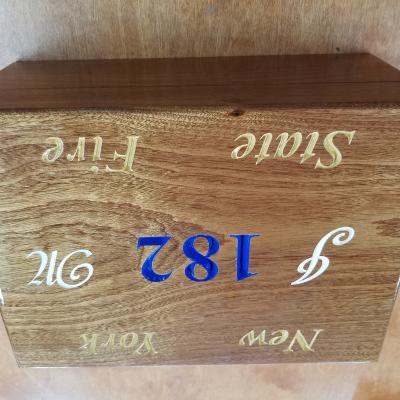 New York
J 182 M
State Fire